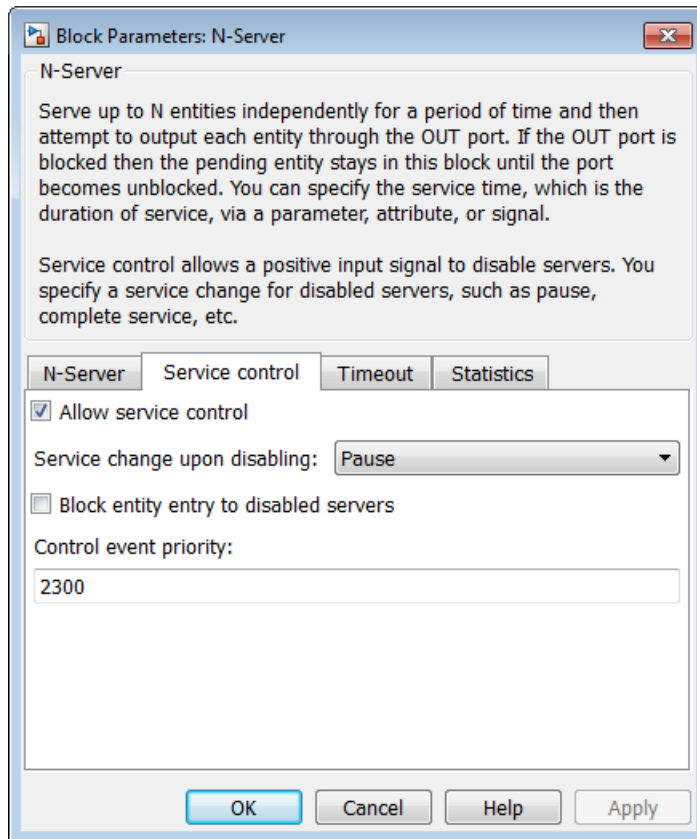 Block Parameters: N-Server
N-Server
Serve up to N entities independently for a period of time and then
attempt to output each entity through the OUT port. If the OUT port is
blocked then the pending entity stays in this block until the port
becomes unblocked. You can specify the service time, which is the
duration of service, via a parameter, attribute, or signal.
Service control allows a positive input signal to disable servers. You
specify a service change for disabled servers, such as pause,
complete service, etc.
N-Server Service control Timeout Statistics
Allow service control
Service change upon disabling: Pause
Block entity entry to disabled servers
Control event priority:
2300
OK Cancel Help Apply